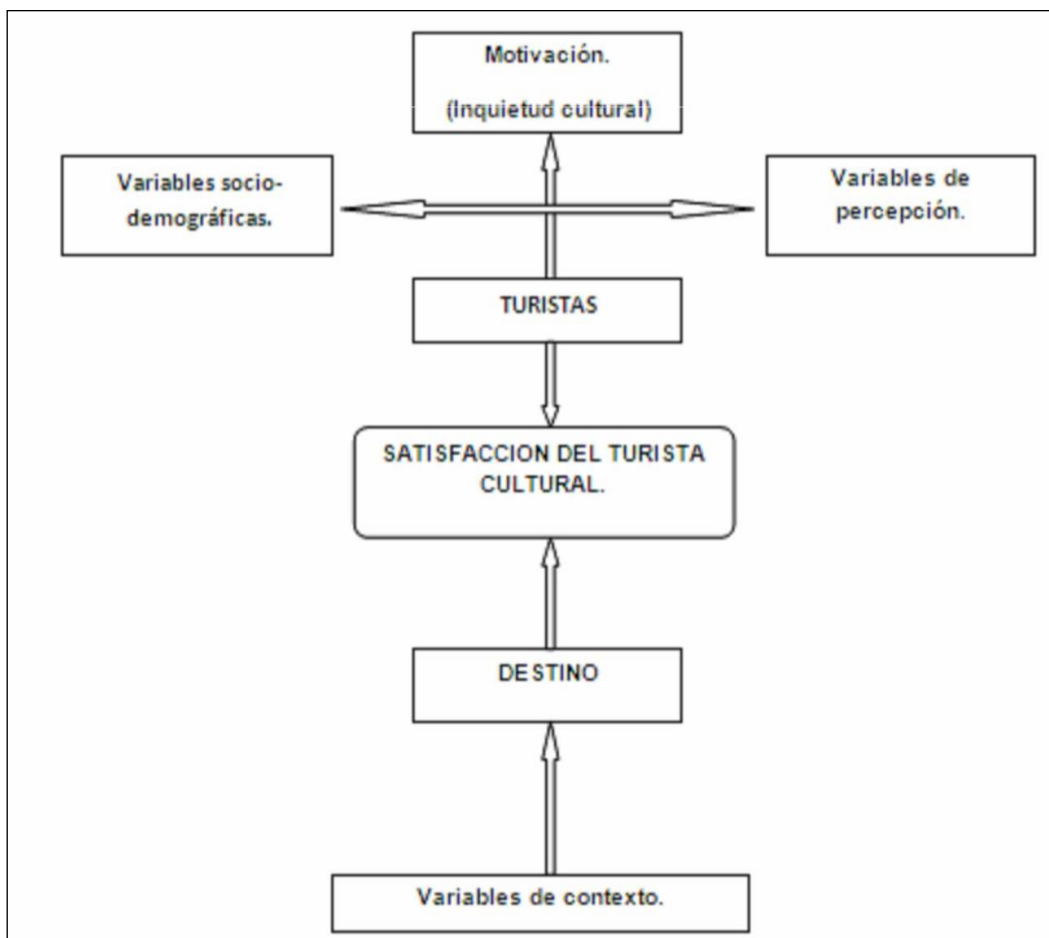 Motivación.
(Inquietud cultural)
Variables socio-
demográficas.
Variables de
percepción.
TURISTAS
SATISFACCION DEL TURISTA
CULTURAL.
DESTINO
Variables de contexto.